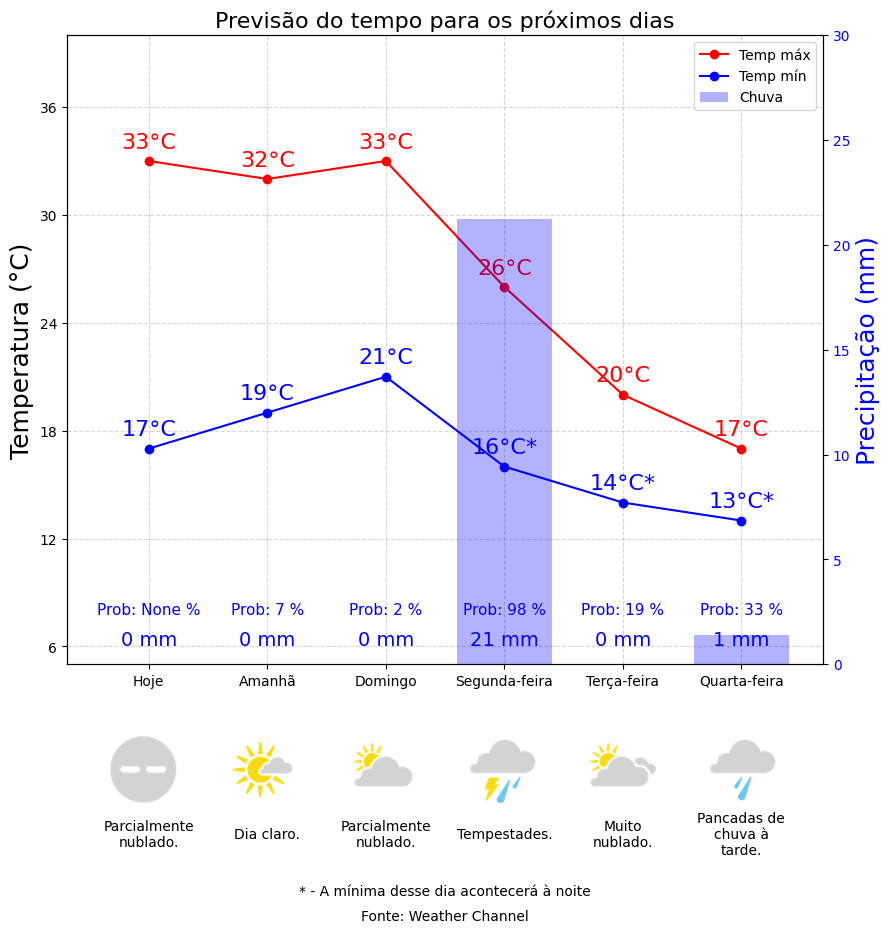 Previsão do tempo para os próximos dias
Temperatura (°C)
Precipitação (mm)
36
30
24
18
12
6
30
25
20
15
10
5
0
Temp máx
Temp mín
Chuva
33°C
32°C
33°C
26°C
20°C
17°C
17°C
19°C
21°C
16°C*
14°C*
13°C*
Prob: None %
Prob: 7 %
Prob: 2 %
Prob: 98 %
Prob: 19 %
Prob: 33 %
0 mm
0 mm
0 mm
21 mm
0 mm
1 mm
Hoje
Amanhã
Domingo
Segunda-feira
Terça-feira
Quarta-feira
Parcialmente
nublado.
Dia claro.
Parcialmente
nublado.
Tempestades.
Muito
nublado.
Pancadas de
chuva à
tarde.
* - A mínima desse dia acontecerá à noite
Fonte: Weather Channel